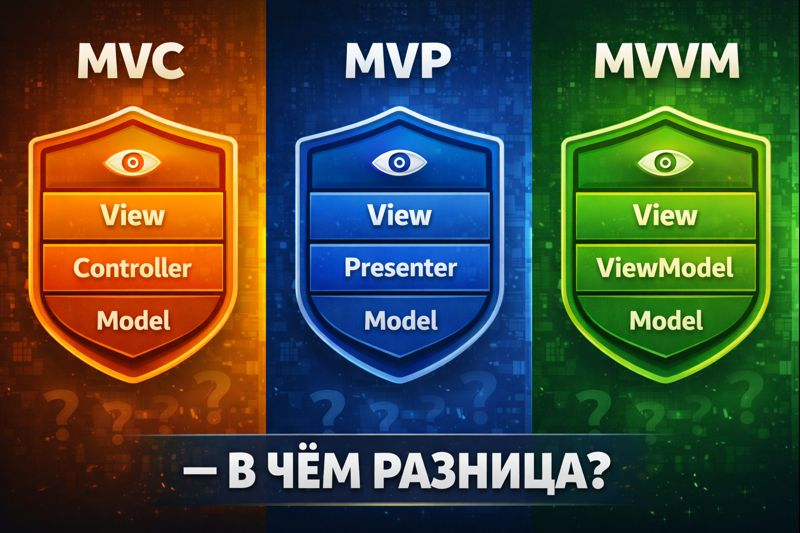 MVC
View
Controller
Model
MVP
View
Presenter
Model
MVVM
View
ViewModel
Model
— В ЧЁМ РАЗНИЦА?